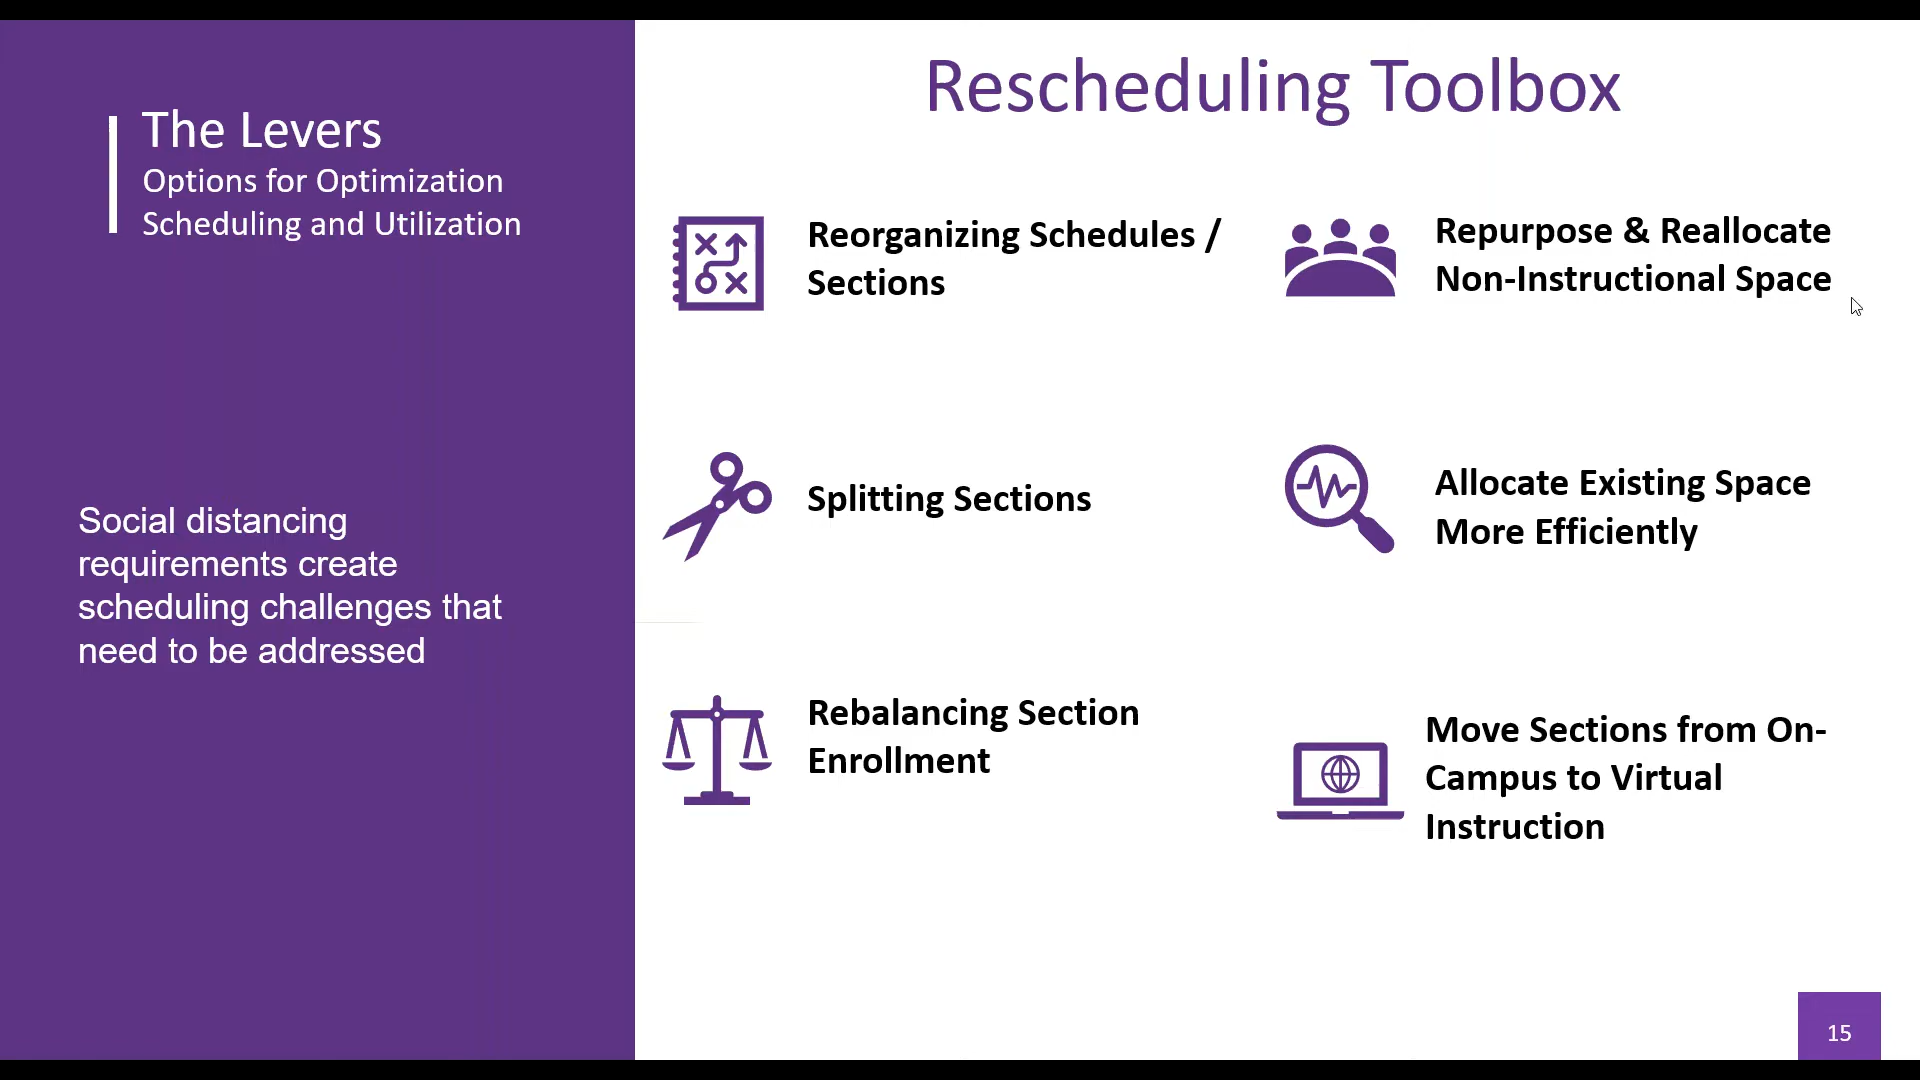 The Levers
Options for Optimization
Scheduling and Utilization
Social distancing
requirements create
scheduling challenges that
need to be addressed
Rescheduling Toolbox
Reorganizing Schedules /
Sections
Repurpose & Reallocate
Non-Instructional Space
Splitting Sections
Allocate Existing Space
More Efficiently
Rebalancing Section
Enrollment
Move Sections from On-
Campus to Virtual
Instruction
15